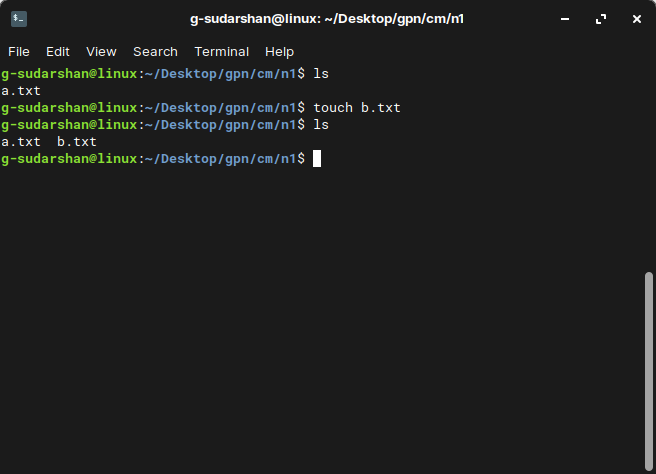 g-sudarshan@linux: ~/Desktop/gpn/cm/n1
File Edit View Search Terminal Help
g-sudarshan@linux:~/Desktop/gpn/cm/n1$ ls
a.txt
g-sudarshan@linux:~/Desktop/gpn/cm/n1$ touch b.txt
g-sudarshan@linux:~/Desktop/gpn/cm/n1$ ls
a.txt  b.txt
g-sudarshan@linux:~/Desktop/gpn/cm/n1$